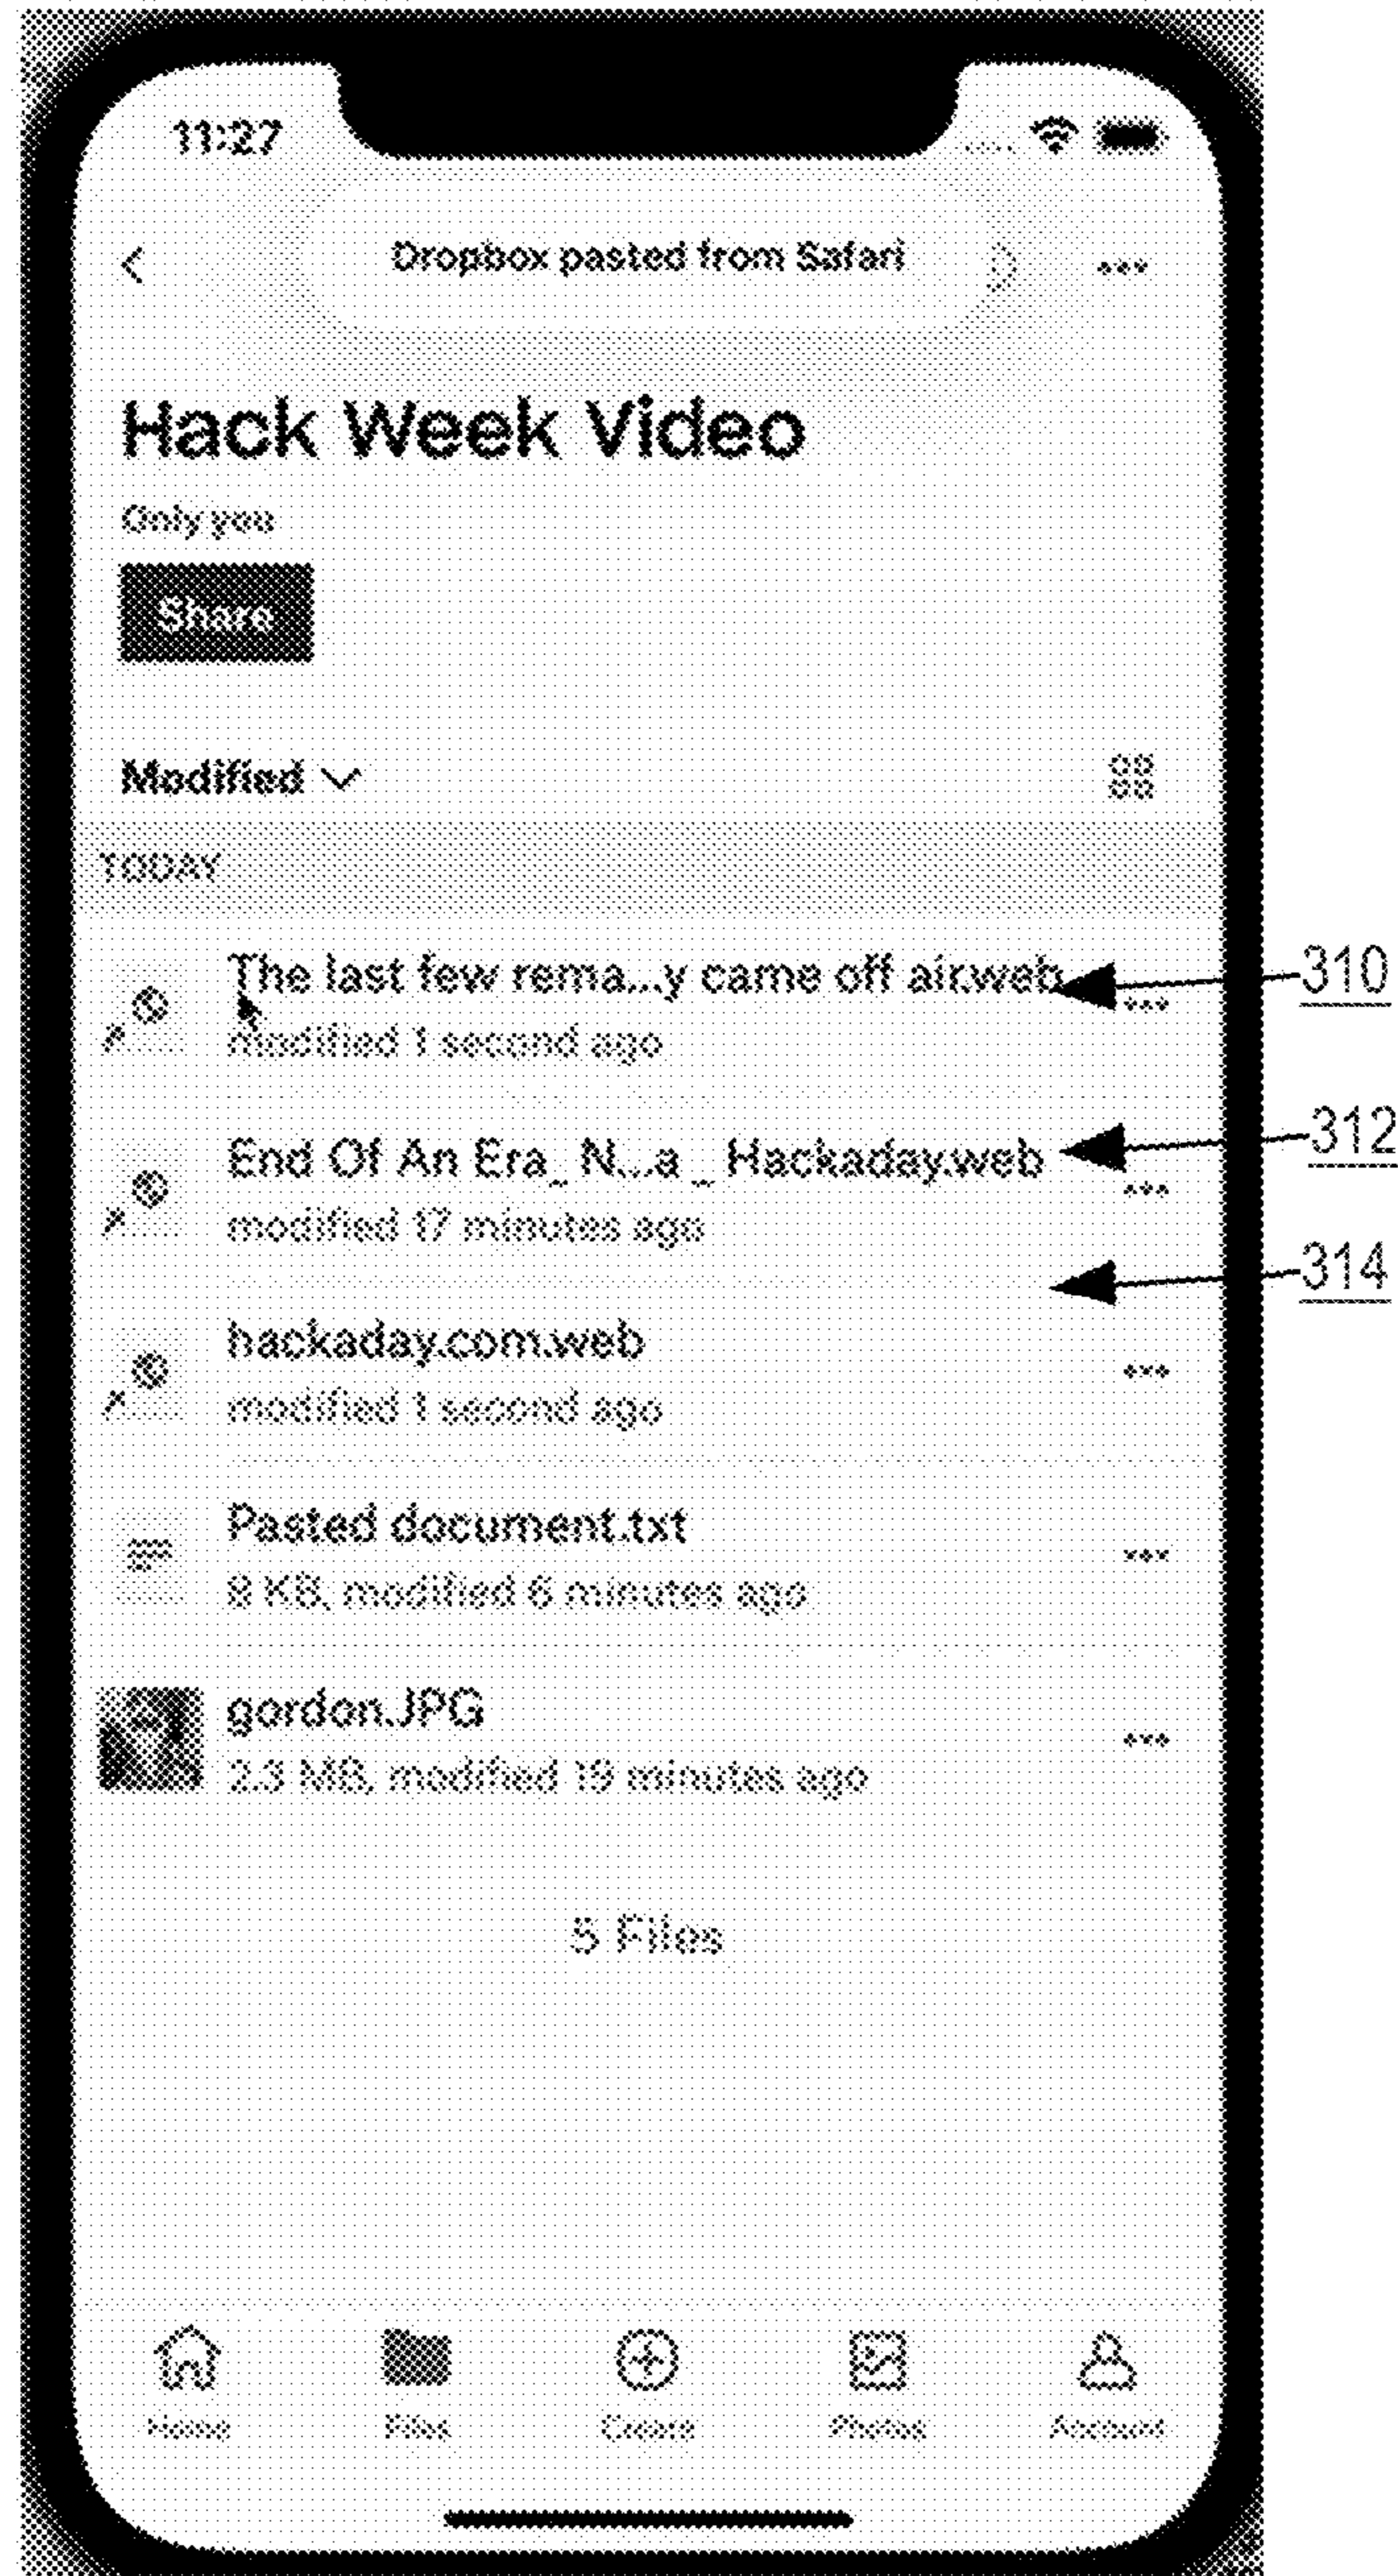 11:27
Dropbox pasted from Safari
Hack Week Video
Only you
Share
Modified
TODAY
The last few rema...y came off air.web
modified 1 second ago
310
End Of An Era_ N...a _ Hackaday.web
modified 17 minutes ago
312
314
hackaday.com.web
modified 1 second ago
Pasted document.txt
8 KB, modified 6 minutes ago
gordon.JPG
2.3 MB, modified 19 minutes ago
5 Files
Home Files Create Photos Account